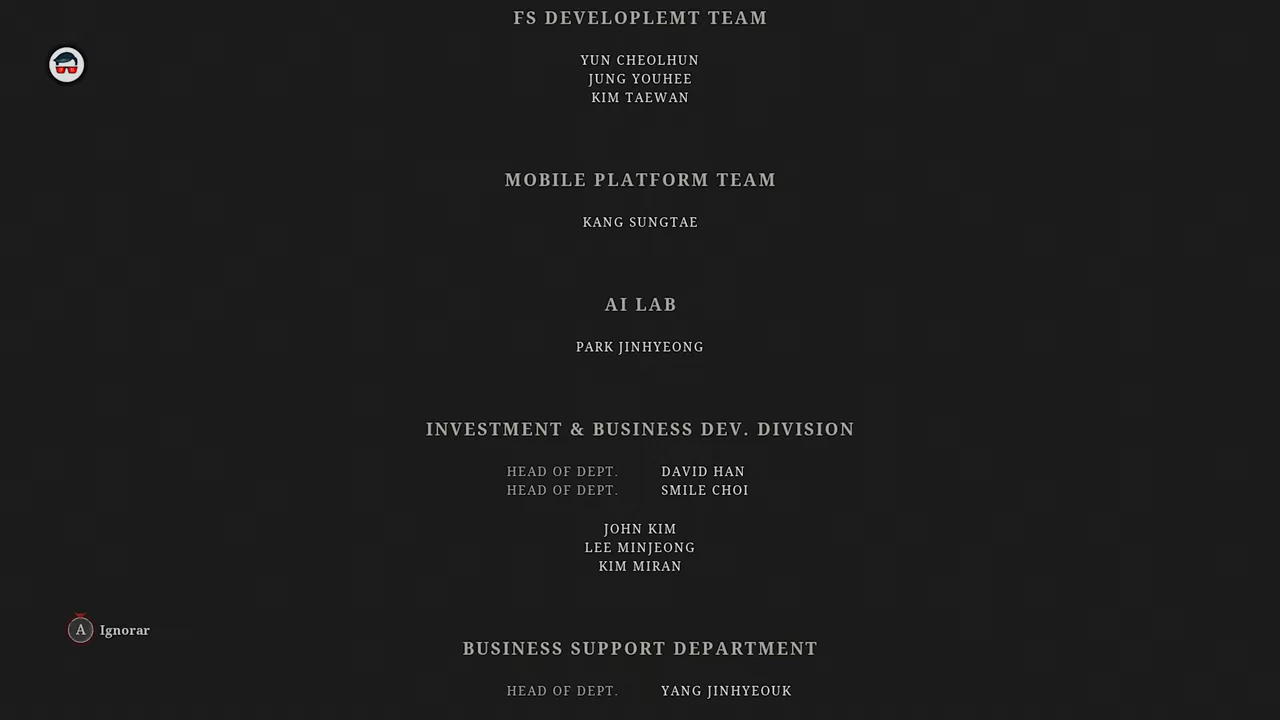 FS DEVELOPLEMT TEAM
YUN CHEOLHUN
JUNG YOUHEE
KIM TAEWAN
MOBILE PLATFORM TEAM
KANG SUNGTAE
AI LAB
PARK JINHYEONG
INVESTMENT & BUSINESS DEV. DIVISION
HEAD OF DEPT. DAVID HAN
HEAD OF DEPT. SMILE CHOI
JOHN KIM
LEE MINJEONG
KIM MIRAN
A Ignorar
BUSINESS SUPPORT DEPARTMENT
HEAD OF DEPT. YANG JINHYEOUK